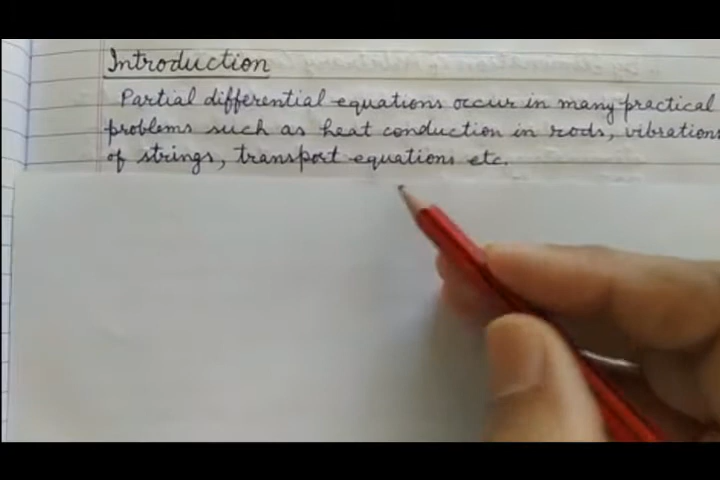 Introduction
Partial differential equations occur in many practical
problems such as heat conduction in rods, vibrations
of strings, transport equations etc.